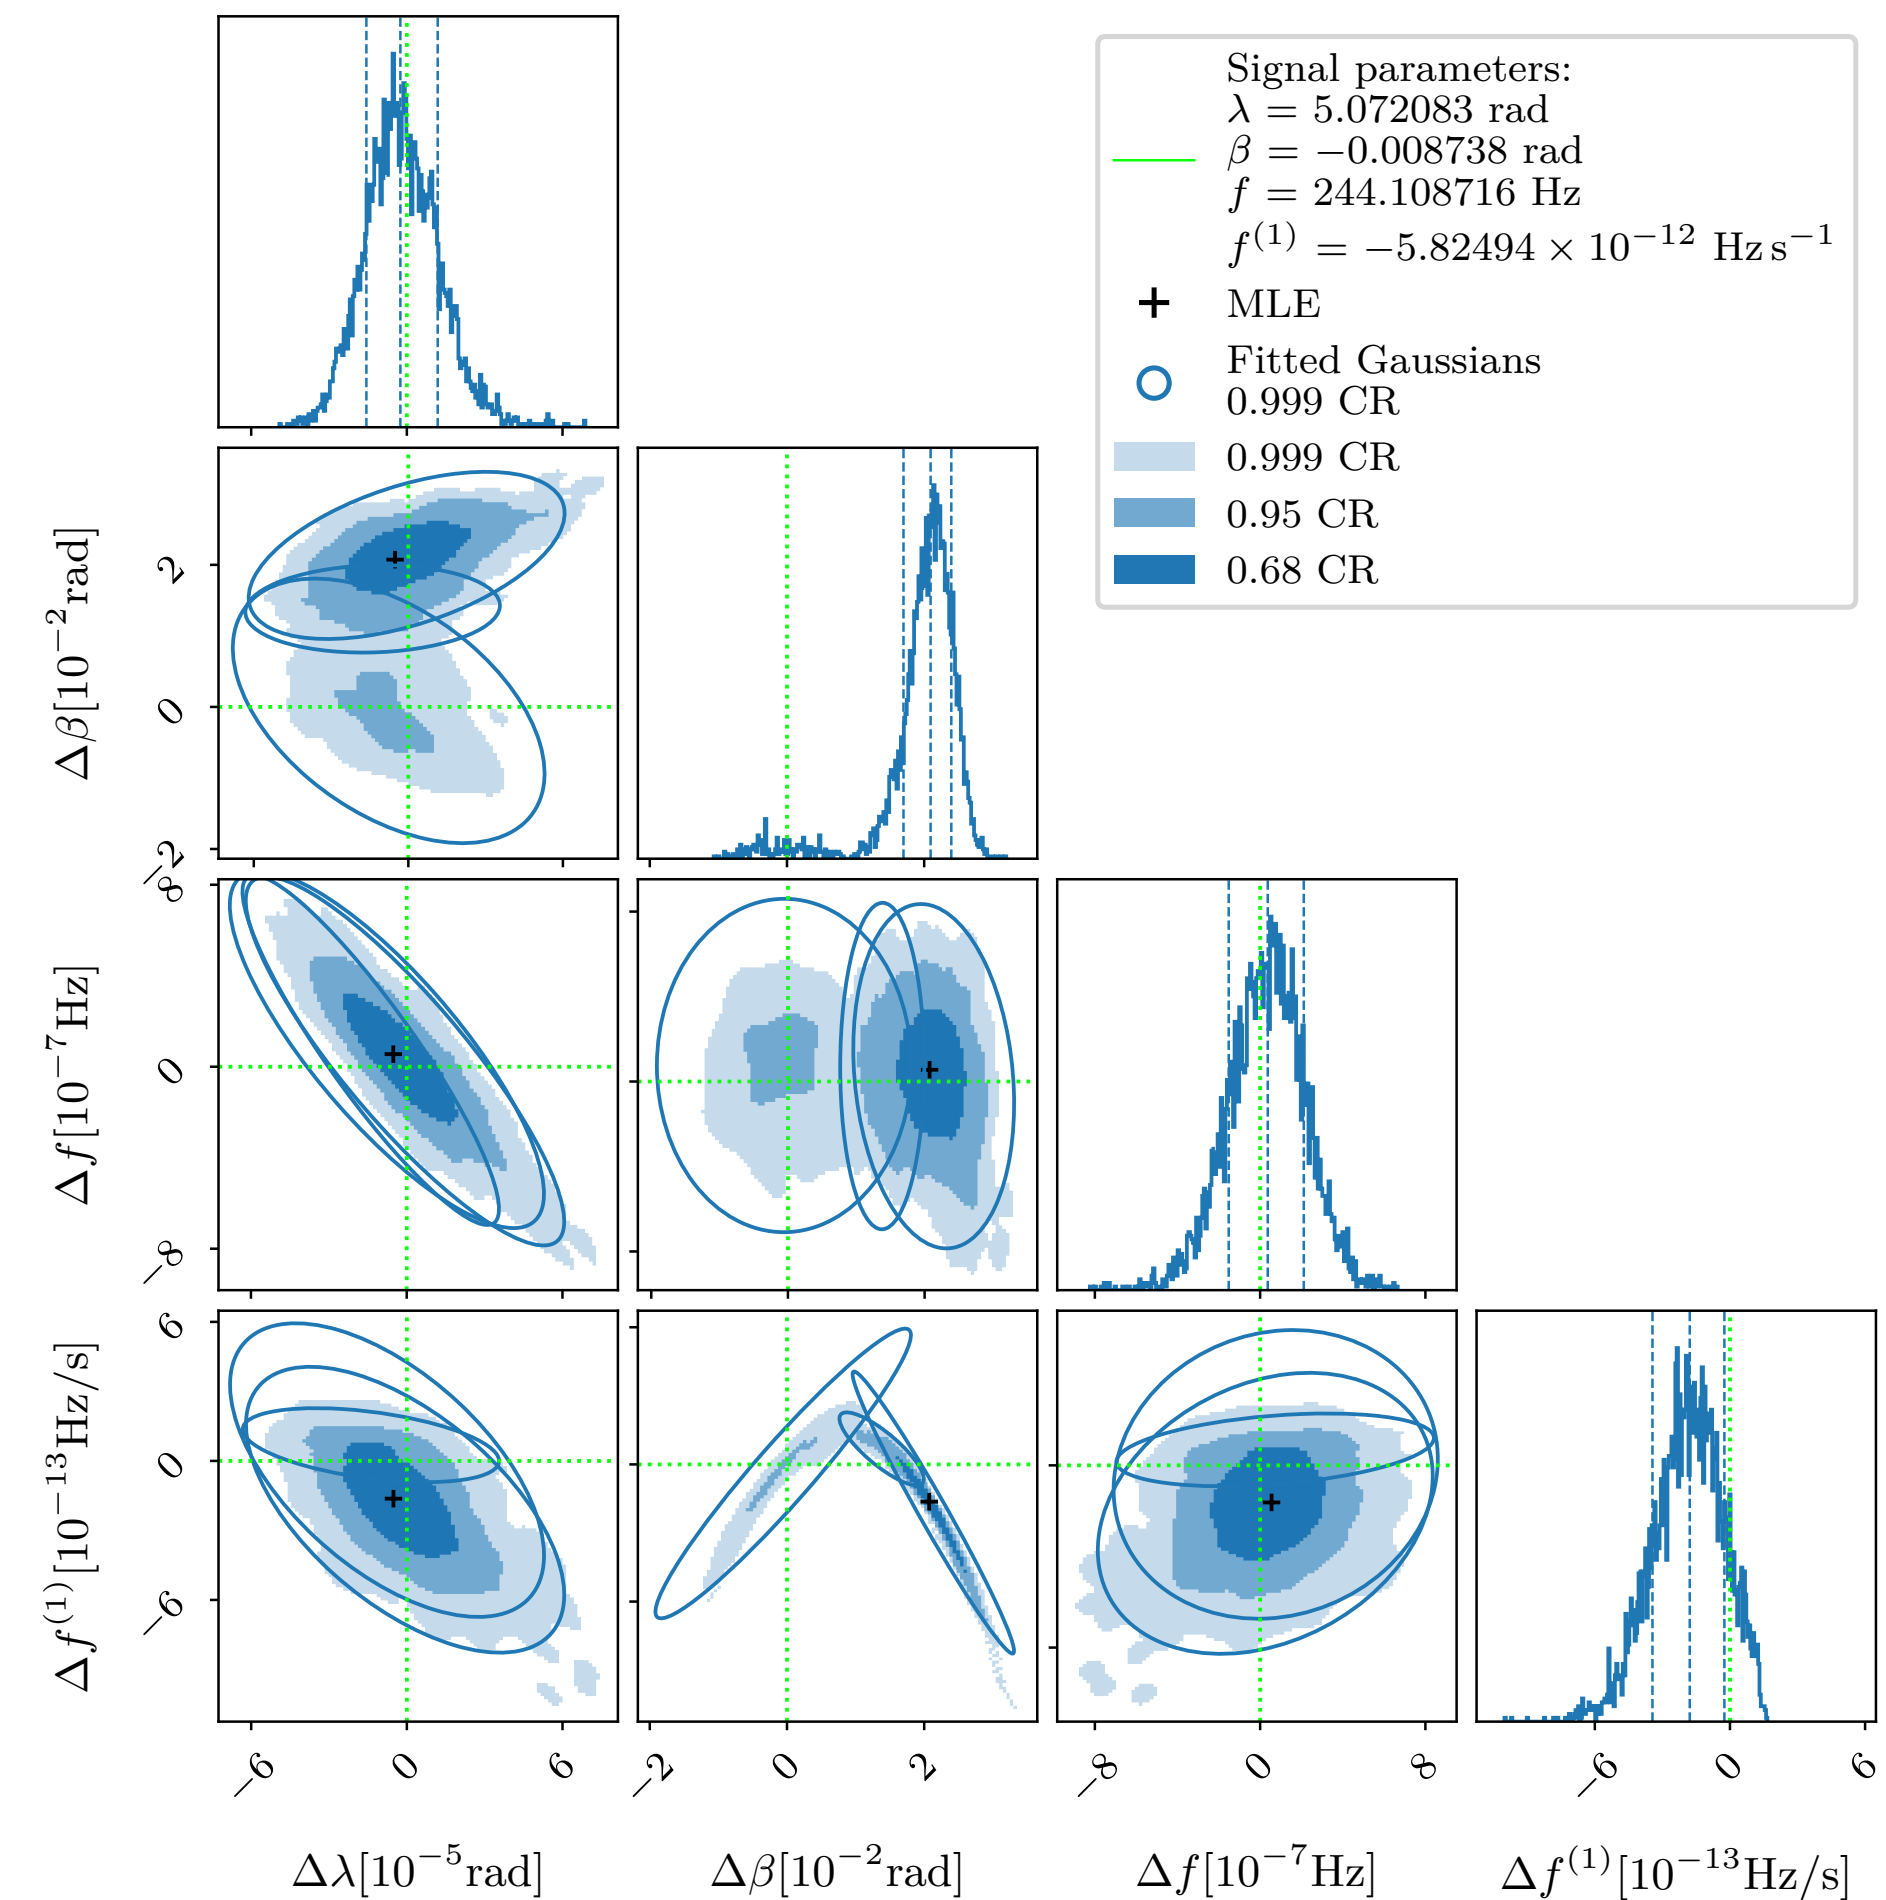 Signal parameters:
λ = 5.072083 rad
β = −0.008738 rad
f = 244.108716 Hz
f⁽¹⁾ = −5.82494 × 10⁻¹² Hz s⁻¹
MLE
Fitted Gaussians
0.999 CR
0.999 CR
0.95 CR
0.68 CR
Δβ[10⁻²rad]
2
0
−2
Δf[10⁻⁷Hz]
8
0
−8
Δf⁽¹⁾[10⁻¹³Hz/s]
6
0
−6
−6 0 6
−2 0 2
−8 0 8
−6 0 6
Δλ[10⁻⁵rad]
Δβ[10⁻²rad]
Δf[10⁻⁷Hz]
Δf⁽¹⁾[10⁻¹³Hz/s]